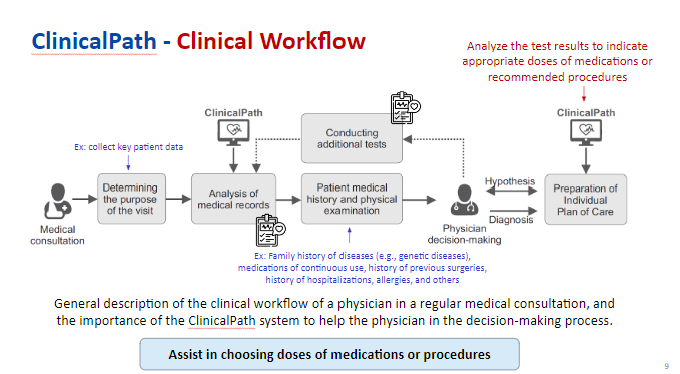 ClinicalPath - Clinical Workflow
Analyze the test results to indicate
appropriate doses of medications or
recommended procedures
ClinicalPath
ClinicalPath
Conducting
additional tests
Ex: collect key patient data
Determining
the purpose
of the visit
Analysis of
medical records
Patient medical
history and physical
examination
Hypothesis
Diagnosis
Preparation of
Individual
Plan of Care
Medical
consultation
Physician
decision-making
Ex: Family history of diseases (e.g., genetic diseases),
medications of continuous use, history of previous surgeries,
history of hospitalizations, allergies, and others
General description of the clinical workflow of a physician in a regular medical consultation, and
the importance of the ClinicalPath system to help the physician in the decision-making process.
Assist in choosing doses of medications or procedures
9